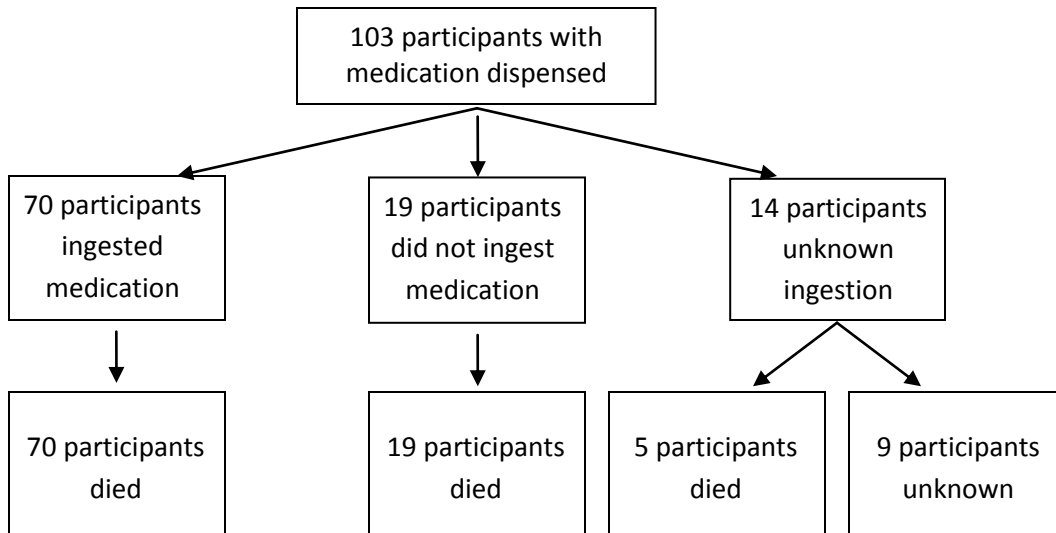 103 participants with
medication dispensed
70 participants
ingested
medication
19 participants
did not ingest
medication
14 participants
unknown
ingestion
70 participants
died
19 participants
died
5 participants
died
9 participants
unknown